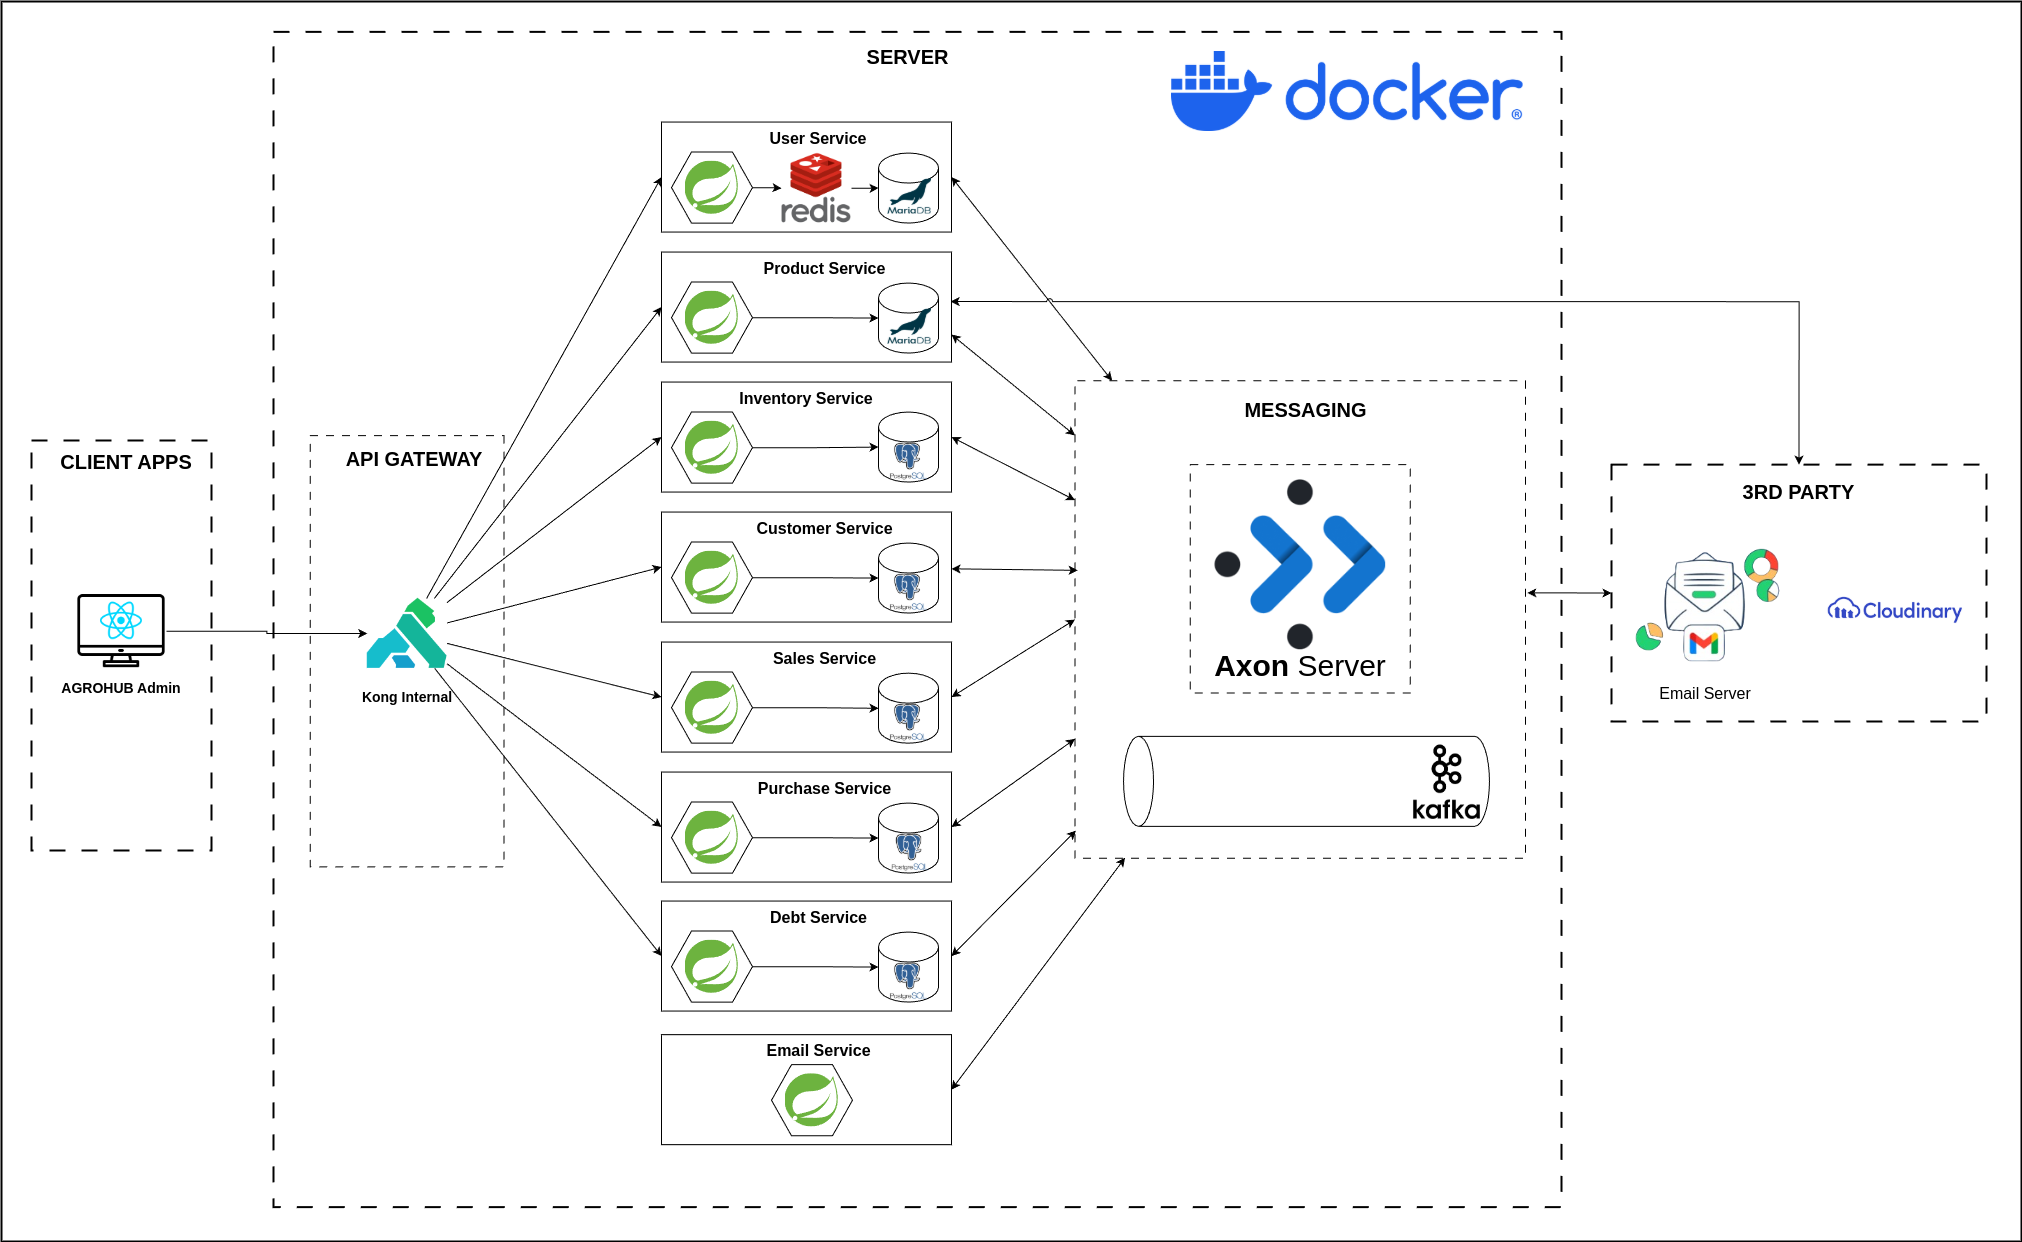 SERVER
docker®
User Service
redis
MariaDB
Product Service
MariaDB
Inventory Service
PostgreSQL
Customer Service
PostgreSQL
Sales Service
PostgreSQL
Purchase Service
PostgreSQL
Debt Service
PostgreSQL
Email Service
CLIENT APPS
AGROHUB Admin
API GATEWAY
Kong Internal
MESSAGING
Axon Server
kafka
3RD PARTY
Cloudinary
Email Server